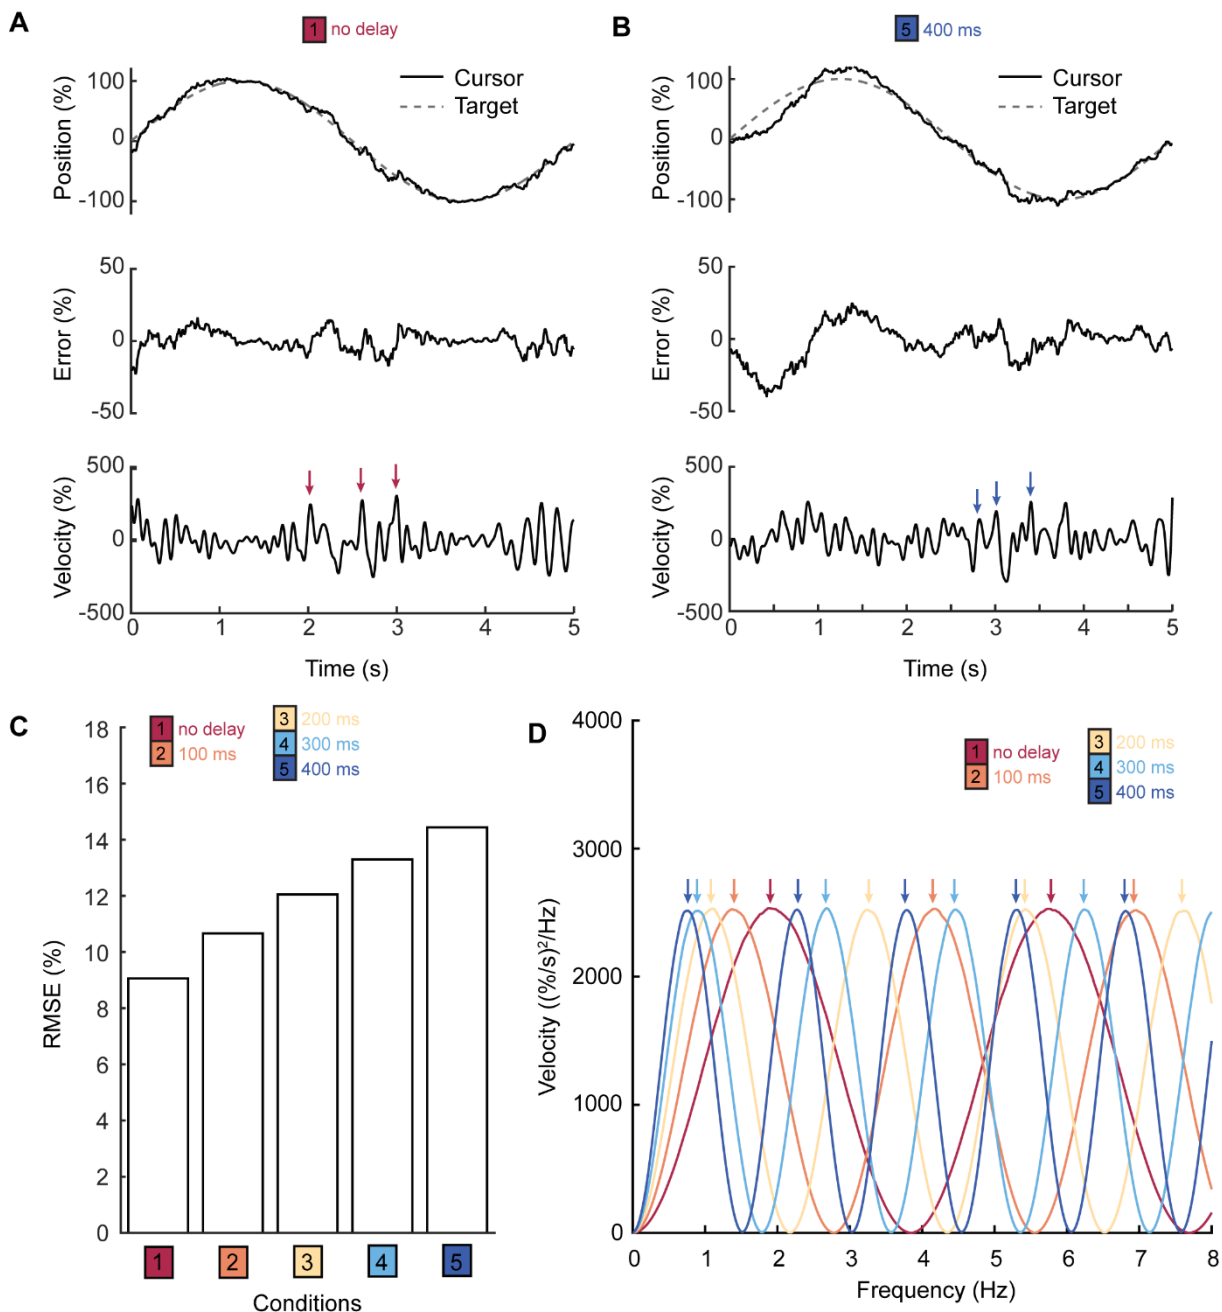 A
1 no delay
100
0
-100
Position (%)
Cursor
Target
50
0
-50
Error (%)
500
0
-500
Velocity (%)
0 1 2 3 4 5
Time (s)
B
5 400 ms
100
0
-100
Position (%)
Cursor
Target
50
0
-50
Error (%)
500
0
-500
Velocity (%)
0 1 2 3 4 5
Time (s)
C
1 no delay
2 100 ms
3 200 ms
4 300 ms
5 400 ms
18
16
14
12
10
8
6
4
2
0
RMSE (%)
1 2 3 4 5
Conditions
D
1 no delay
2 100 ms
3 200 ms
4 300 ms
5 400 ms
4000
3000
2000
1000
0
Velocity ((%/s)²/Hz)
0 1 2 3 4 5 6 7 8
Frequency (Hz)